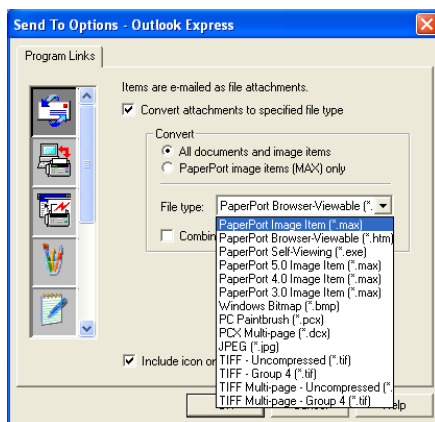 Send To Options - Outlook Express
Program Links
Items are e-mailed as file attachments.
Convert attachments to specified file type
Convert
All documents and image items
PaperPort image items (MAX) only
File type: PaperPort Browser-Viewable (*.
PaperPort Image Item (*.max)
PaperPort Browser-Viewable (*.htm)
PaperPort Self-Viewing (*.exe)
PaperPort 5.0 Image Item (*.max)
PaperPort 4.0 Image Item (*.max)
PaperPort 3.0 Image Item (*.max)
Windows Bitmap (*.bmp)
PC Paintbrush (*.pcx)
PCX Multi-page (*.dcx)
JPEG (*.jpg)
TIFF - Uncompressed (*.tif)
TIFF - Group 4 (*.tif)
TIFF Multi-page - Uncompressed (*.
TIFF Multi-page - Group 4 (*.tif)
Combin
Include icon or